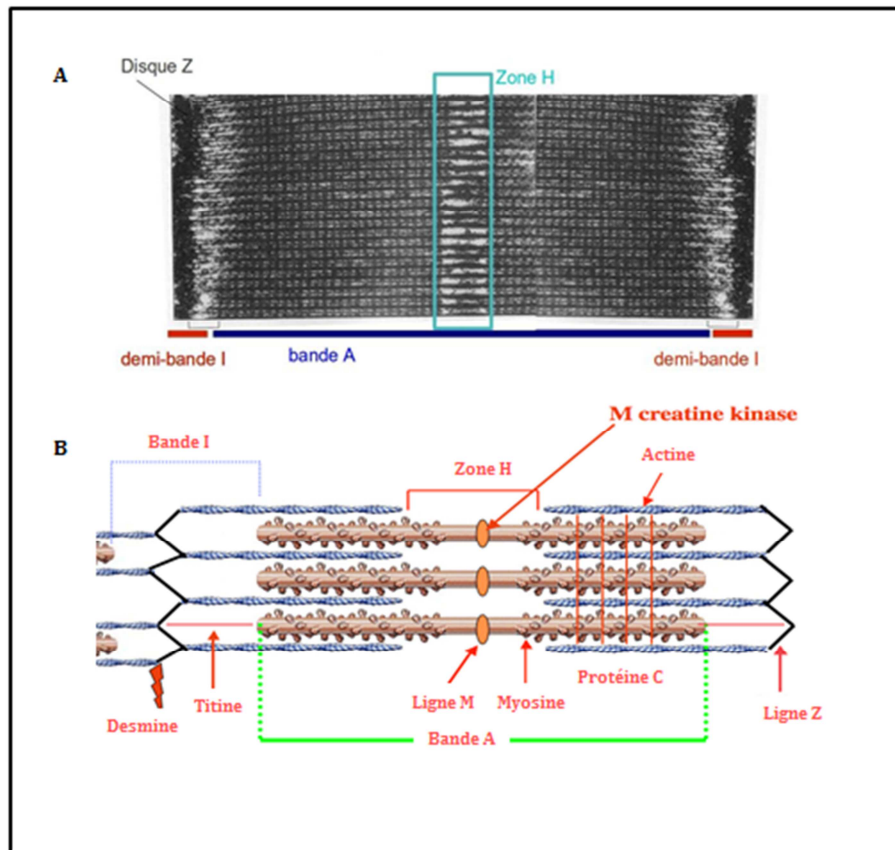 A
Disque Z
Zone H
demi-bande I
bande A
demi-bande I
B
M creatine kinase
Bande I
Zone H
Actine
Titine
Desmine
Ligne M
Myosine
Protéine C
Ligne Z
Bande A